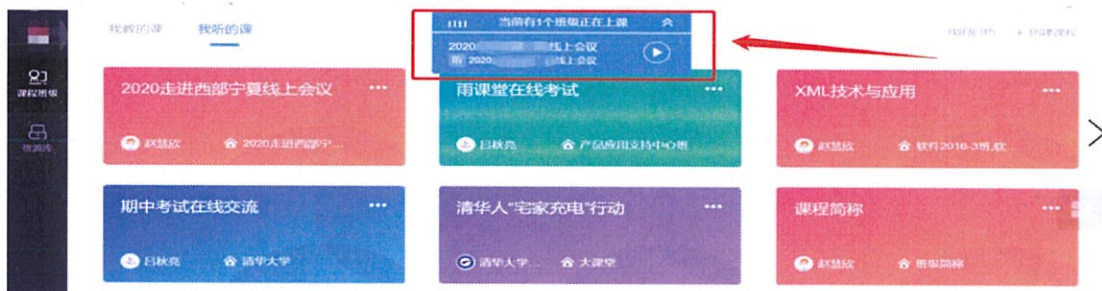 我教的课 我听的课
当前有1个班级正在上课
2020 线上会议
听 2020 线上会议
课程班级
资源库
2020走进西部宁夏线上会议
赵慧欣 2020走进西部宁...
雨课堂在线考试
吕秋亮 产品应用支持中心班
XML技术与应用
赵慧欣 软件2016-3班,软...
期中考试在线交流
吕秋亮 清华大学
清华人“宅家充电”行动
清华大学... 大课堂
课程简称
赵慧欣 班级简称